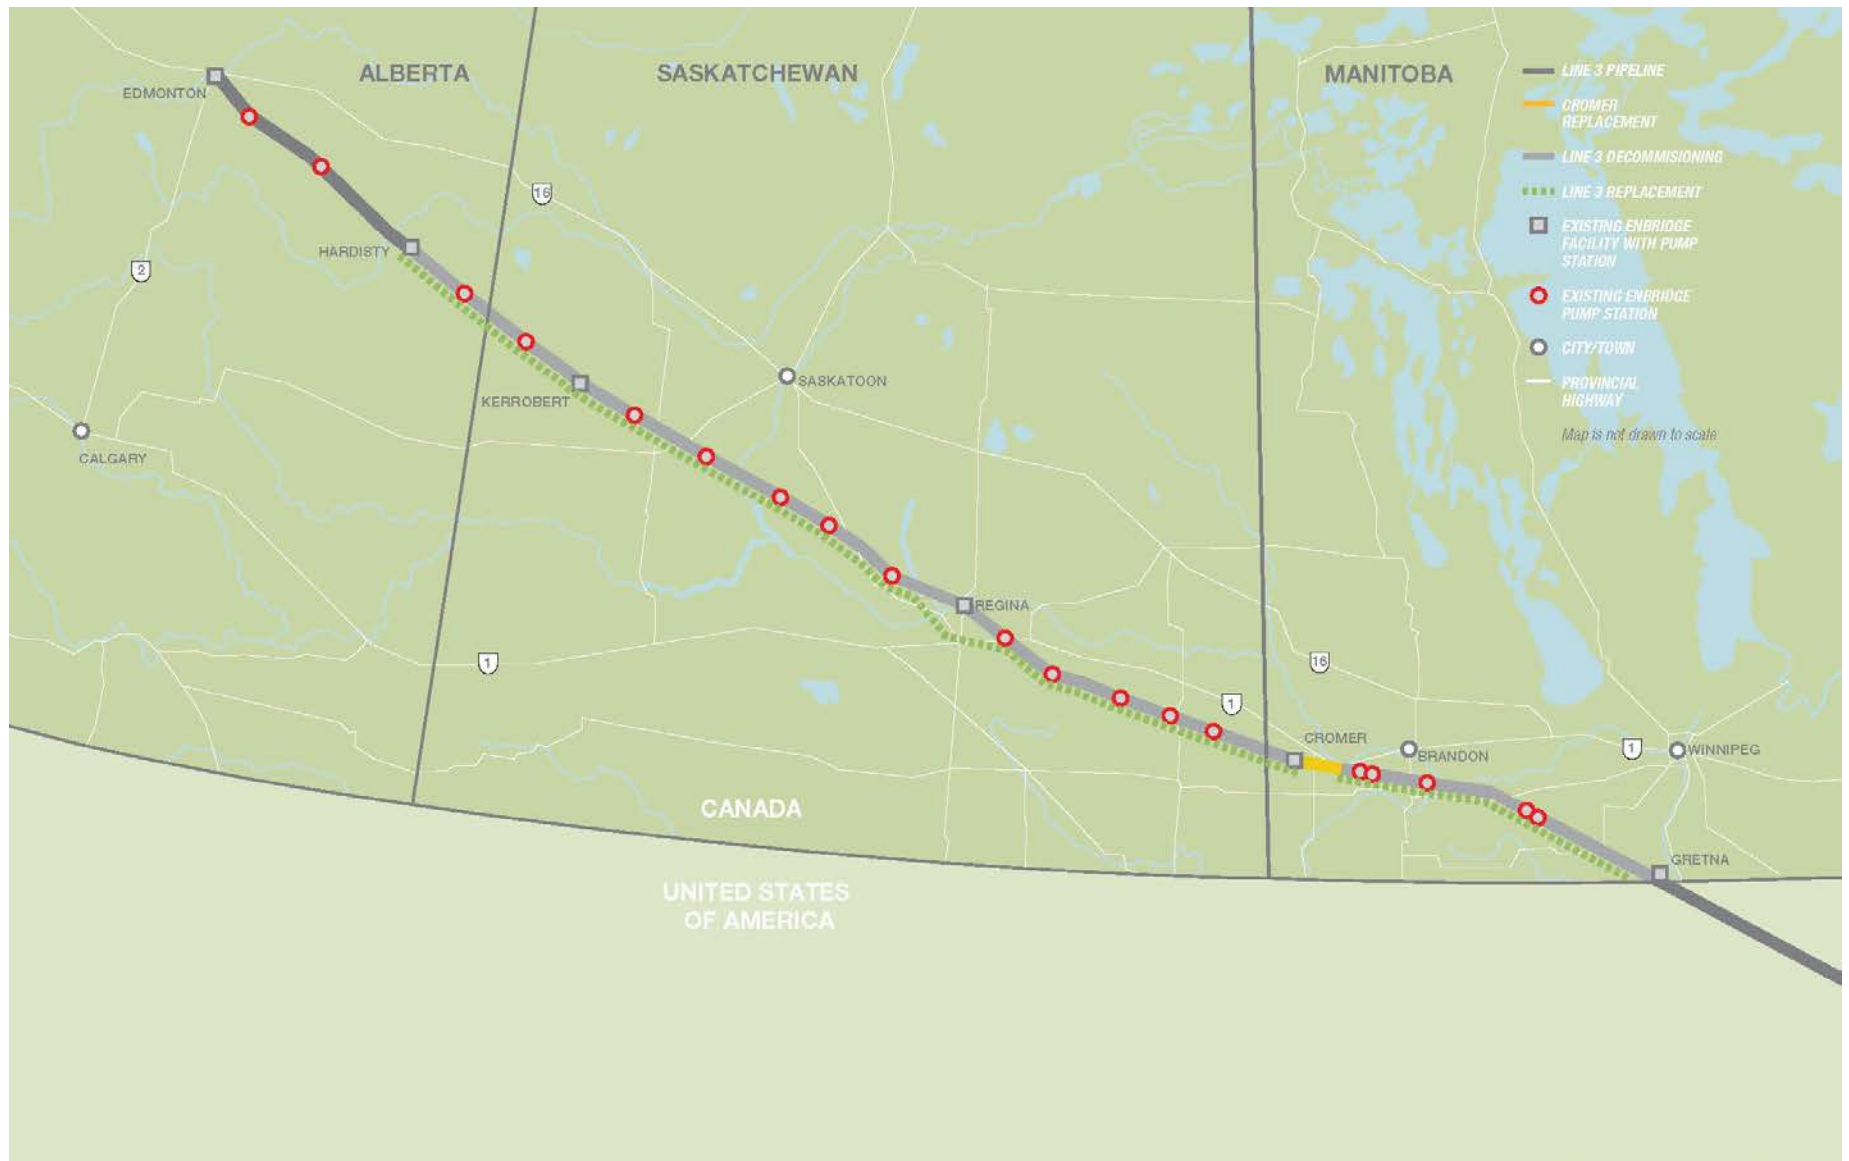 ALBERTA
SASKATCHEWAN
MANITOBA
EDMONTON
16
HARDISTY
2
KERROBERT
SASKATOON
CALGARY
REGINA
1
16
1
CROMER
BRANDON
1
WINNIPEG
CANADA
GRETNA
UNITED STATES
OF AMERICA
LINE 3 PIPELINE
CROMER
REPLACEMENT
LINE 3 DECOMMISIONING
LINE 3 REPLACEMENT
EXISTING ENBRIDGE
FACILITY WITH PUMP
STATION
EXISTING ENBRIDGE
PUMP STATION
CITY/TOWN
PROVINCIAL
HIGHWAY
Map is not drawn to scale